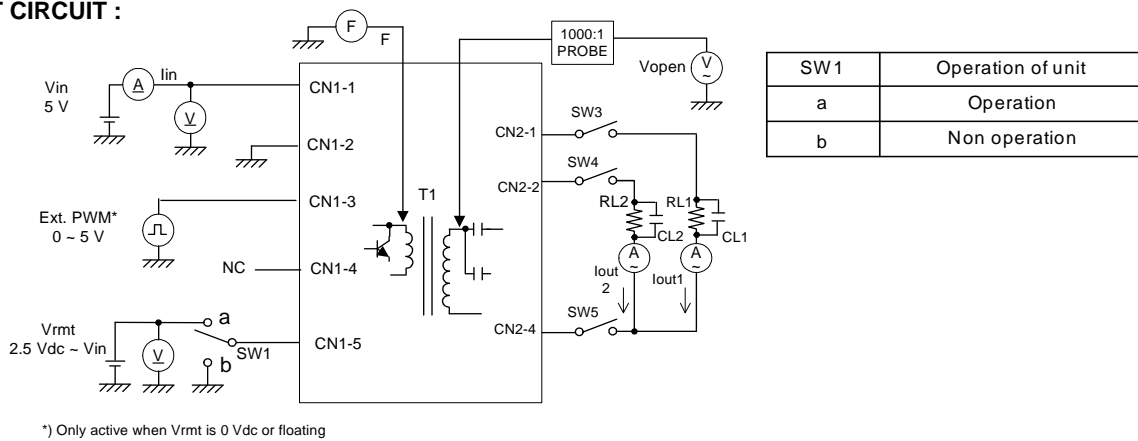 T CIRCUIT :
F
F
1000:1
PROBE
Vopen
V
~
SW1 Operation of unit
a Operation
b Non operation
Vin
5 V
A
Iin
V
CN1-1
CN1-2
Ext. PWM*
0 ~ 5 V
CN1-3
NC
CN1-4
Vrmt
2.5 Vdc ~ Vin
V
a
b
SW1
CN1-5
T1
CN2-1
SW3
CN2-2
SW4
RL2
CL2
RL1
CL1
A
~
A
~
Iout
2
Iout1
CN2-4
SW5
*) Only active when Vrmt is 0 Vdc or floating